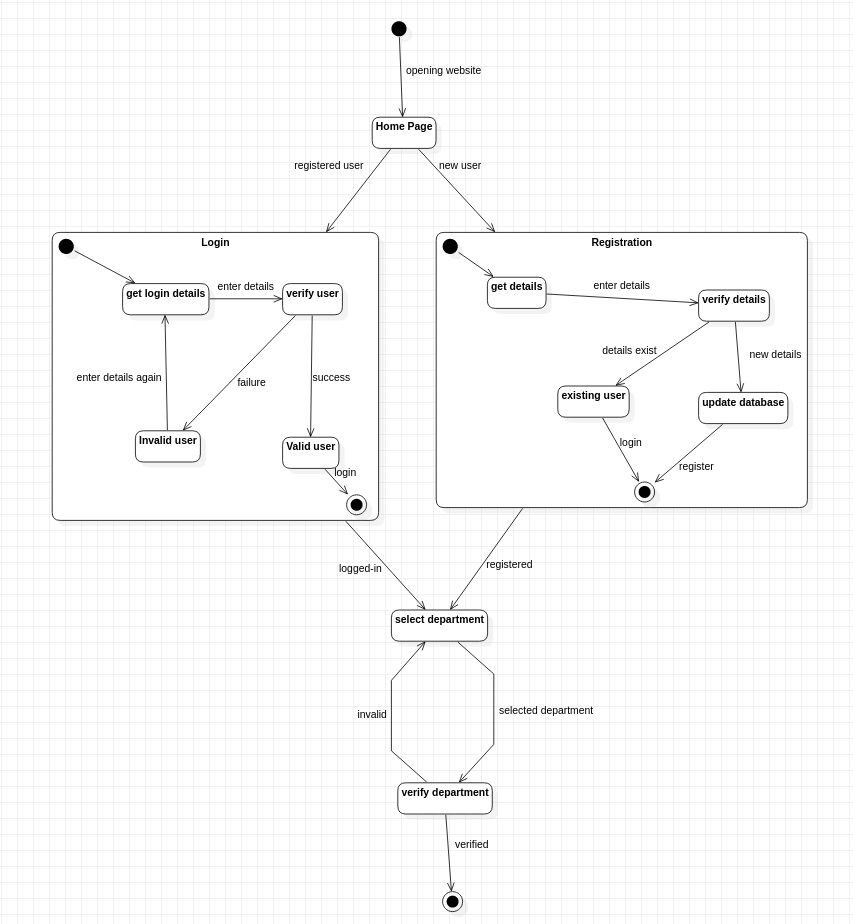 opening website
Home Page
registered user
new user
Login
Registration
get login details
enter details
verify user
get details
enter details
verify details
enter details again
failure
success
details exist
new details
Invalid user
Valid user
login
existing user
update database
login
register
logged-in
registered
select department
invalid
selected department
verify department
verified